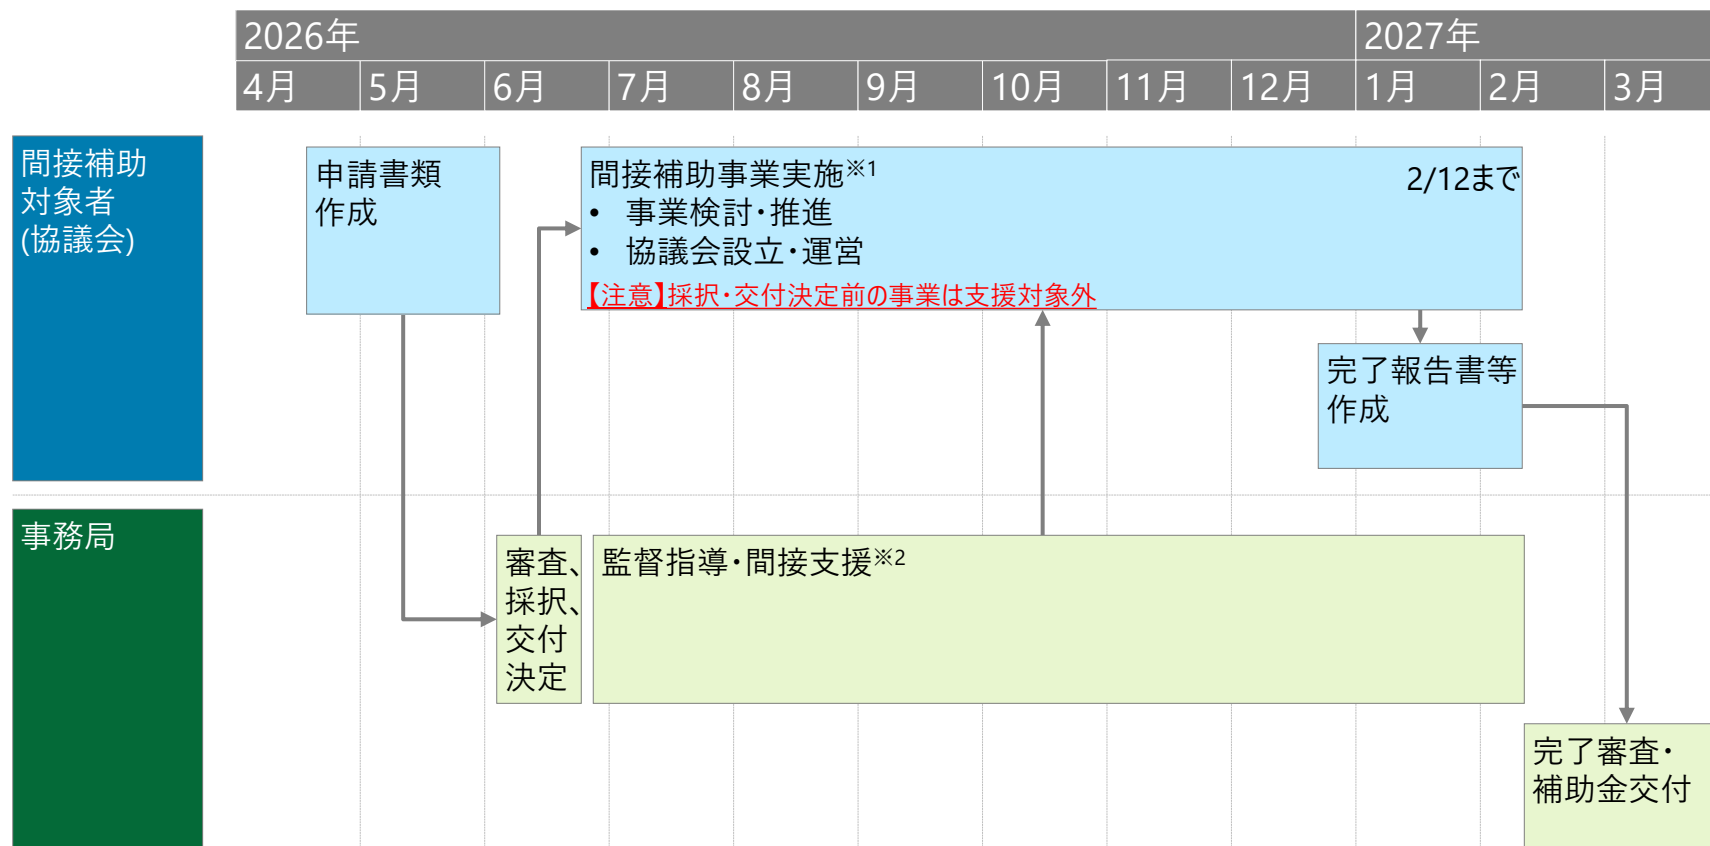 2026年
2027年
4月
5月
6月
7月
8月
9月
10月
11月
12月
1月
2月
3月
間接補助
対象者
(協議会)
申請書類
作成
間接補助事業実施※1
2/12まで
• 事業検討・推進
• 協議会設立・運営
【注意】採択・交付決定前の事業は支援対象外
完了報告書等
作成
事務局
審査、
採択、
交付
決定
監督指導・間接支援※2
完了審査・
補助金交付